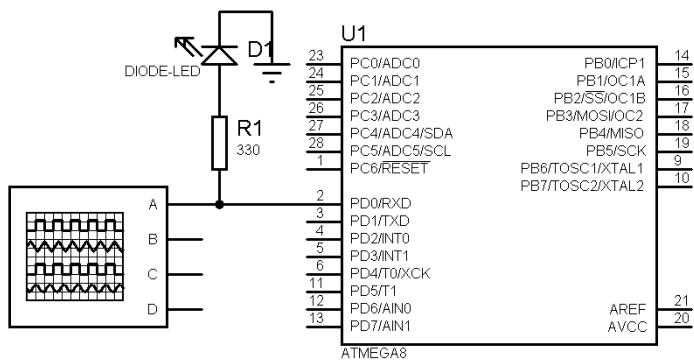 U1
D1
DIODE-LED
R1
330
A
B
C
D
23 PC0/ADC0
24 PC1/ADC1
25 PC2/ADC2
26 PC3/ADC3
27 PC4/ADC4/SDA
28 PC5/ADC5/SCL
1 PC6/RESET
2 PD0/RXD
3 PD1/TXD
4 PD2/INT0
5 PD3/INT1
6 PD4/T0/XCK
11 PD5/T1
12 PD6/AIN0
13 PD7/AIN1
PB0/ICP1 14
PB1/OC1A 15
PB2/SS/OC1B 16
PB3/MOSI/OC2 17
PB4/MISO 18
PB5/SCK 19
PB6/TOSC1/XTAL1 9
PB7/TOSC2/XTAL2 10
AREF 21
AVCC 20
ATMEGA8